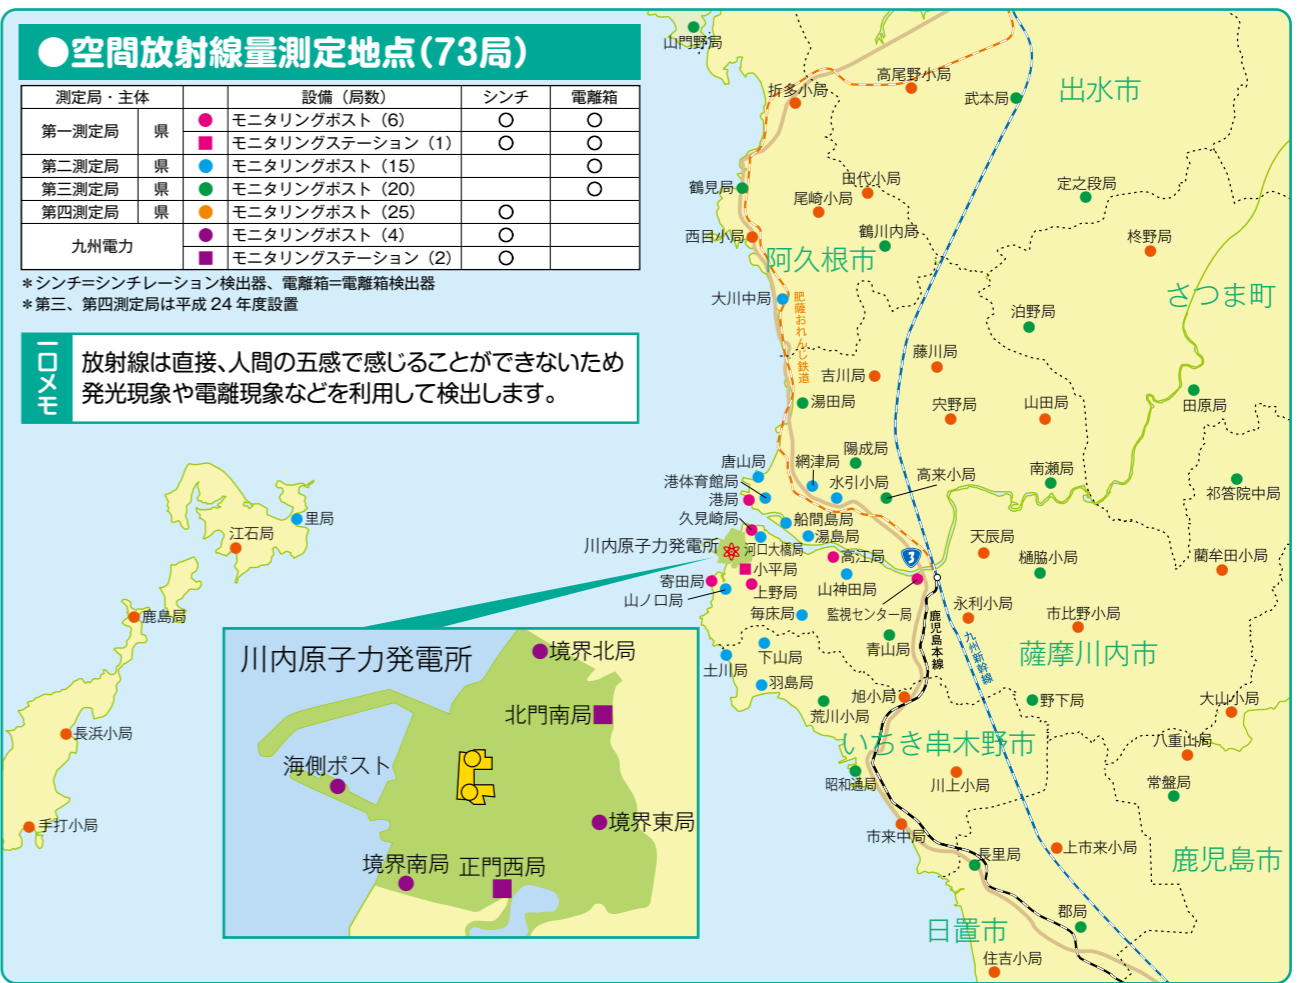 ●空間放射線量測定地点（73局）
測定局・主体 設備（局数） シンチ 電離箱
第一測定局 県 ● モニタリングポスト（6） ○ ○
■ モニタリングステーション（1） ○ ○
第二測定局 県 ● モニタリングポスト（15） ○
第三測定局 県 ● モニタリングポスト（20） ○
第四測定局 県 ● モニタリングポスト（25） ○
九州電力 ● モニタリングポスト（4） ○
■ モニタリングステーション（2） ○
＊シンチ＝シンチレーション検出器、電離箱＝電離箱検出器
＊第三、第四測定局は平成 24 年度設置
一口メモ
放射線は直接、人間の五感で感じることができないため
発光現象や電離現象などを利用して検出します。
山門野局
折多小局
高尾野小局
武本局
出水市
鶴見局
田代小局
尾崎小局
定之段局
西目小局
鶴川内局
柊野局
阿久根市
さつま町
大川中局
肥薩おれんじ鉄道
泊野局
藤川局
吉川局
湯田局
宍野局
山田局
田原局
陽成局
唐山局
網津局
港体育館局
水引小局
高来小局
南瀬局
祁答院中局
港局
久見崎局
船間島局
湯島局
川内原子力発電所
河口大橋局
高江局
3
天辰局
樋脇小局
藺牟田小局
小平局
寄田局
上野局
山神田局
山ノ口局
毎床局
監視センター局
永利小局
市比野小局
鹿児島本線
九州新幹線
青山局
薩摩川内市
土川局
下山局
羽島局
旭小局
野下局
大山小局
荒川小局
いちき串木野市
八重山局
昭和通局
川上小局
常盤局
市来中局
長里局
上市来小局
鹿児島市
郡局
日置市
住吉小局
里局
江石局
鹿島局
長浜小局
手打小局
川内原子力発電所
境界北局
北門南局
海側ポスト
境界東局
境界南局
正門西局